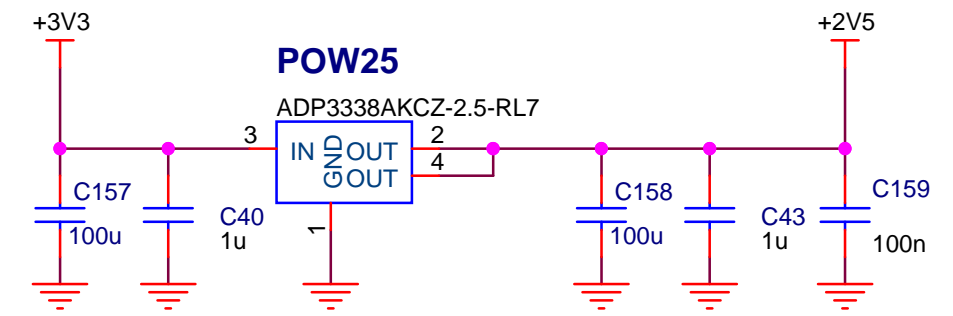 +3V3
+2V5
POW25
ADP3338AKCZ-2.5-RL7
3
IN
GND
OUT
2
OUT
4
1
C157
100u
C40
1u
C158
100u
C43
1u
C159
100n